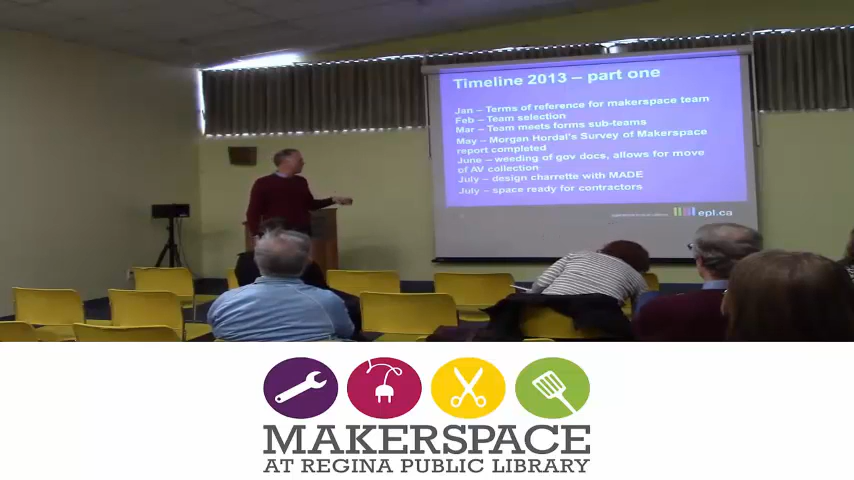 Timeline 2013 – part one
Jan – Terms of reference for makerspace team
Feb – Team selection
Mar – Team meets forms sub-teams
May – Morgan Hordal's Survey of Makerspace
report completed
June – weeding of gov docs, allows for move
of AV collection
July – design charrette with MADE
July – space ready for contractors
epl.ca
MAKERSPACE
AT REGINA PUBLIC LIBRARY